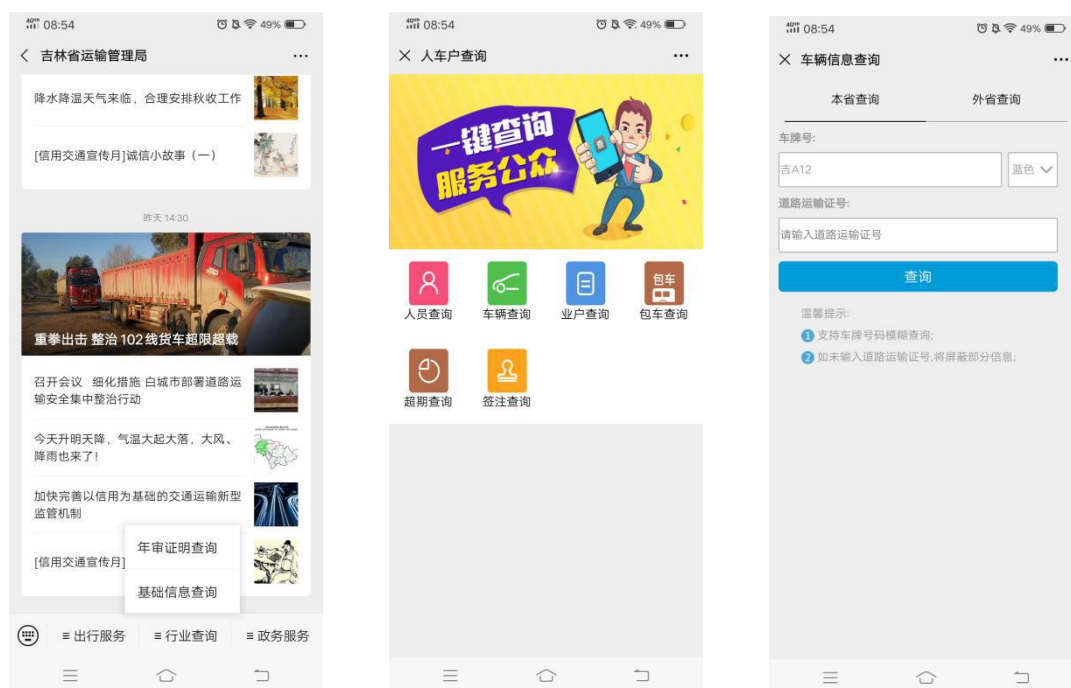 08:54
49%
吉林省运输管理局
降水降温天气来临，合理安排秋收工作
[信用交通宣传月]诚信小故事（一）
昨天 14:30
重拳出击 整治 102 线货车超限超载
召开会议 细化措施 白城市部署道路运
输安全集中整治行动
今天升明天降，气温大起大落，大风、
降雨也来了！
加快完善以信用为基础的交通运输新型
监管机制
[信用交通宣传月]
年审证明查询
基础信息查询
出行服务
行业查询
政务服务
08:54
49%
人车户查询
一键查询
服务公众
查
人员查询
车辆查询
业户查询
包车
包车查询
超期查询
签注查询
08:54
49%
车辆信息查询
本省查询
外省查询
车牌号:
吉A12
蓝色
道路运输证号:
请输入道路运输证号
查询
温馨提示:
1 支持车牌号码模糊查询;
2 如未输入道路运输证号,将屏蔽部分信息;